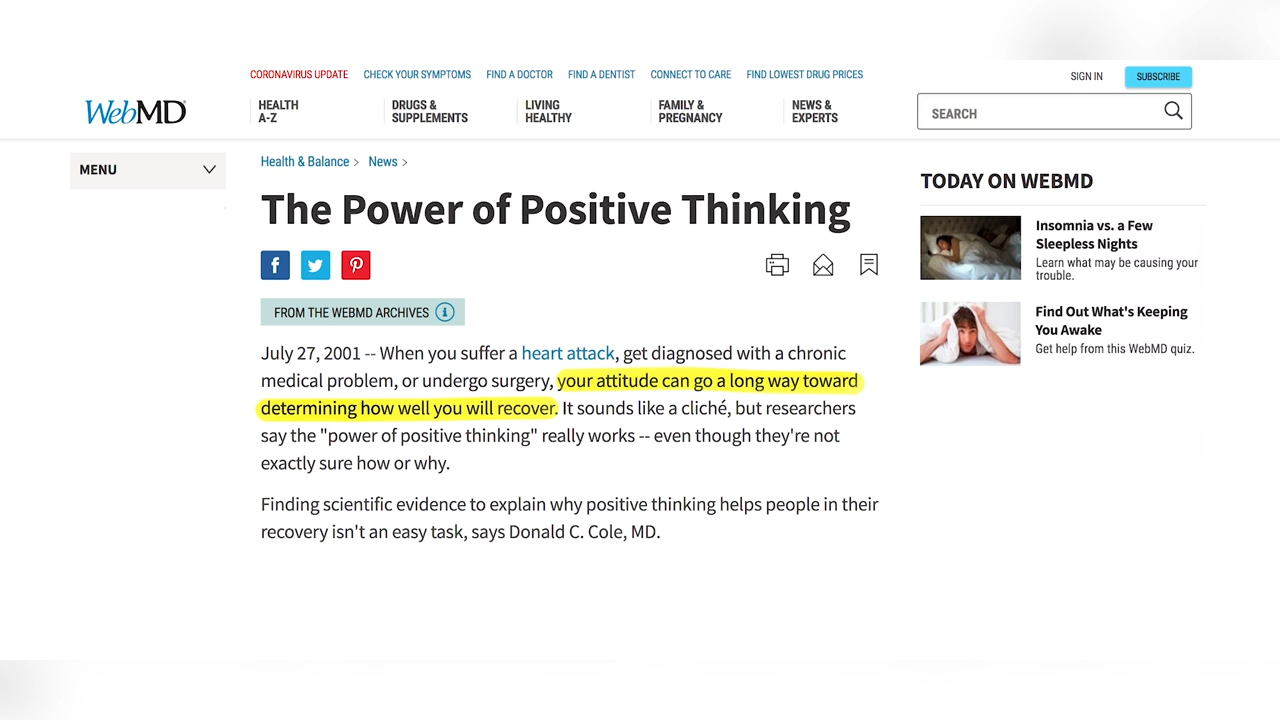 CORONAVIRUS UPDATE CHECK YOUR SYMPTOMS FIND A DOCTOR FIND A DENTIST CONNECT TO CARE FIND LOWEST DRUG PRICES
SIGN IN SUBSCRIBE
WebMD
HEALTH A-Z
DRUGS & SUPPLEMENTS
LIVING HEALTHY
FAMILY & PREGNANCY
NEWS & EXPERTS
SEARCH
MENU
Health & Balance > News >
The Power of Positive Thinking
FROM THE WEBMD ARCHIVES
July 27, 2001 -- When you suffer a heart attack, get diagnosed with a chronic
medical problem, or undergo surgery, your attitude can go a long way toward
determining how well you will recover. It sounds like a cliché, but researchers
say the "power of positive thinking" really works -- even though they're not
exactly sure how or why.
Finding scientific evidence to explain why positive thinking helps people in their
recovery isn't an easy task, says Donald C. Cole, MD.
TODAY ON WEBMD
Insomnia vs. a Few
Sleepless Nights
Learn what may be causing your
trouble.
Find Out What's Keeping
You Awake
Get help from this WebMD quiz.